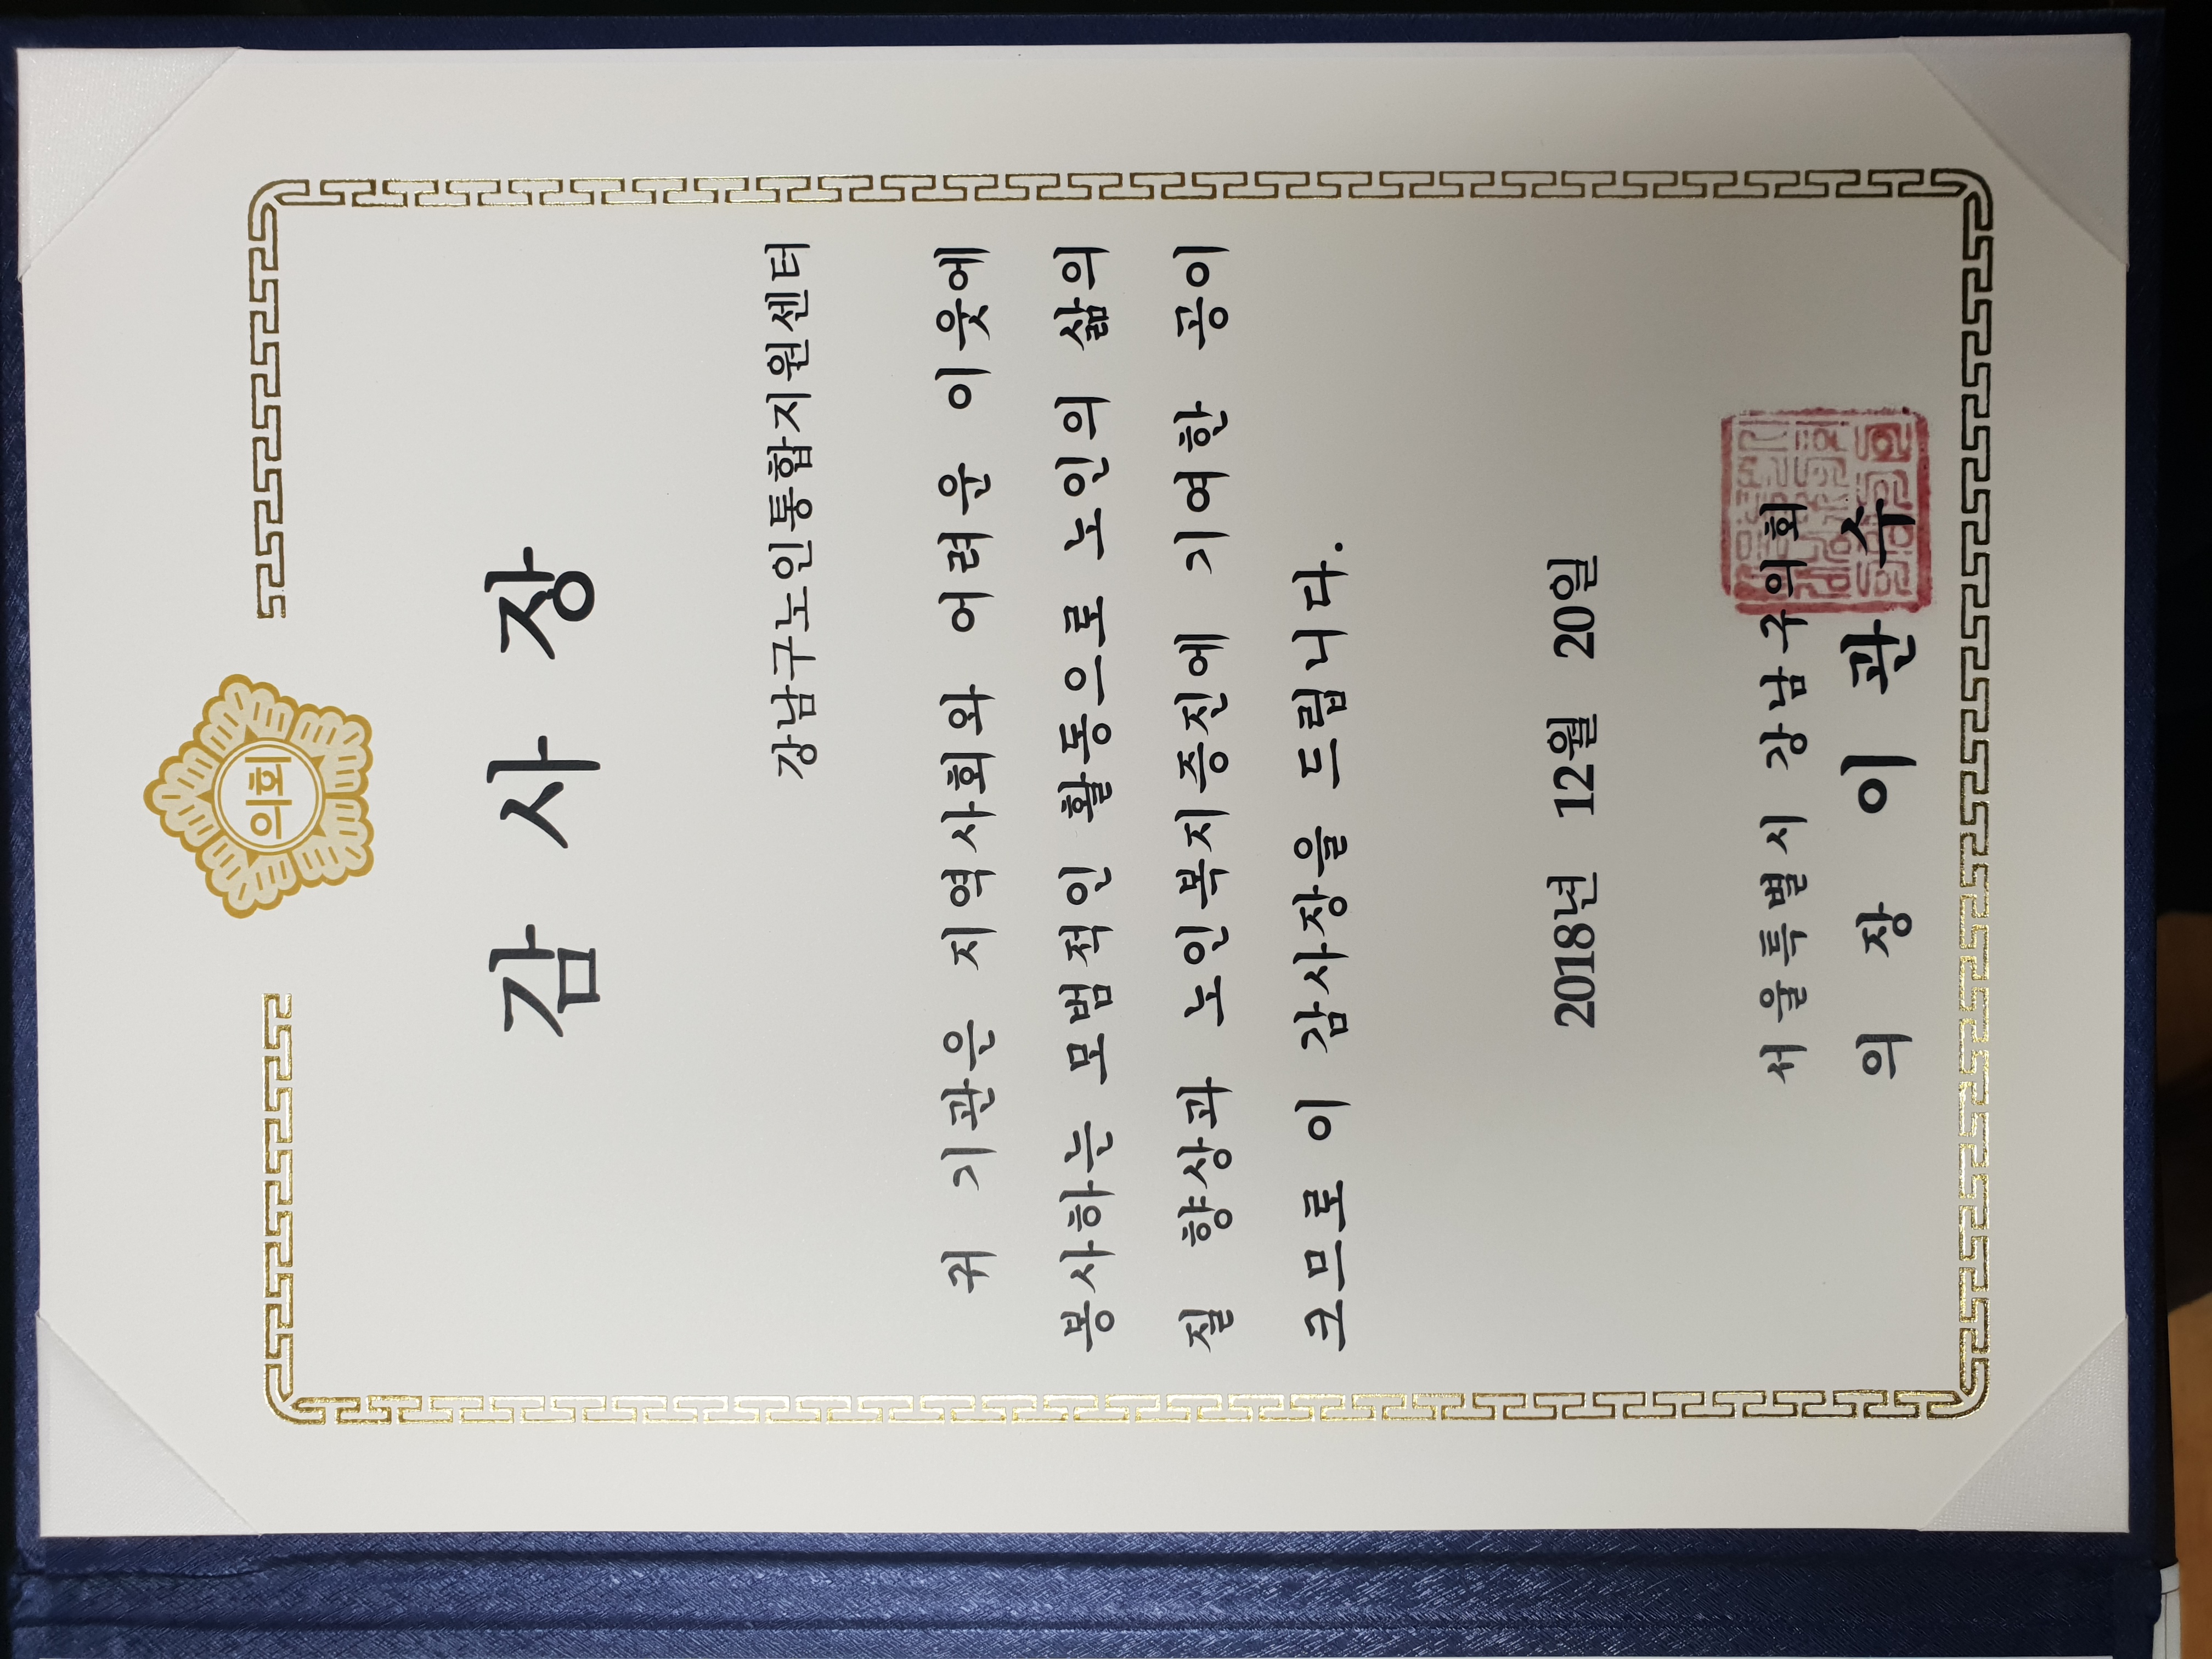 의회
감사장
강남구노인통합지원센터
귀 기관은 지역사회와 어려운 이웃에
봉사하는 모범적인 활동으로 노인의 삶의
질 향상과 노인복지증진에 기여한 공이
크므로 이 감사장을 드립니다.
2018년 12월 20일
서울특별시 강남구의회
의장 이관수